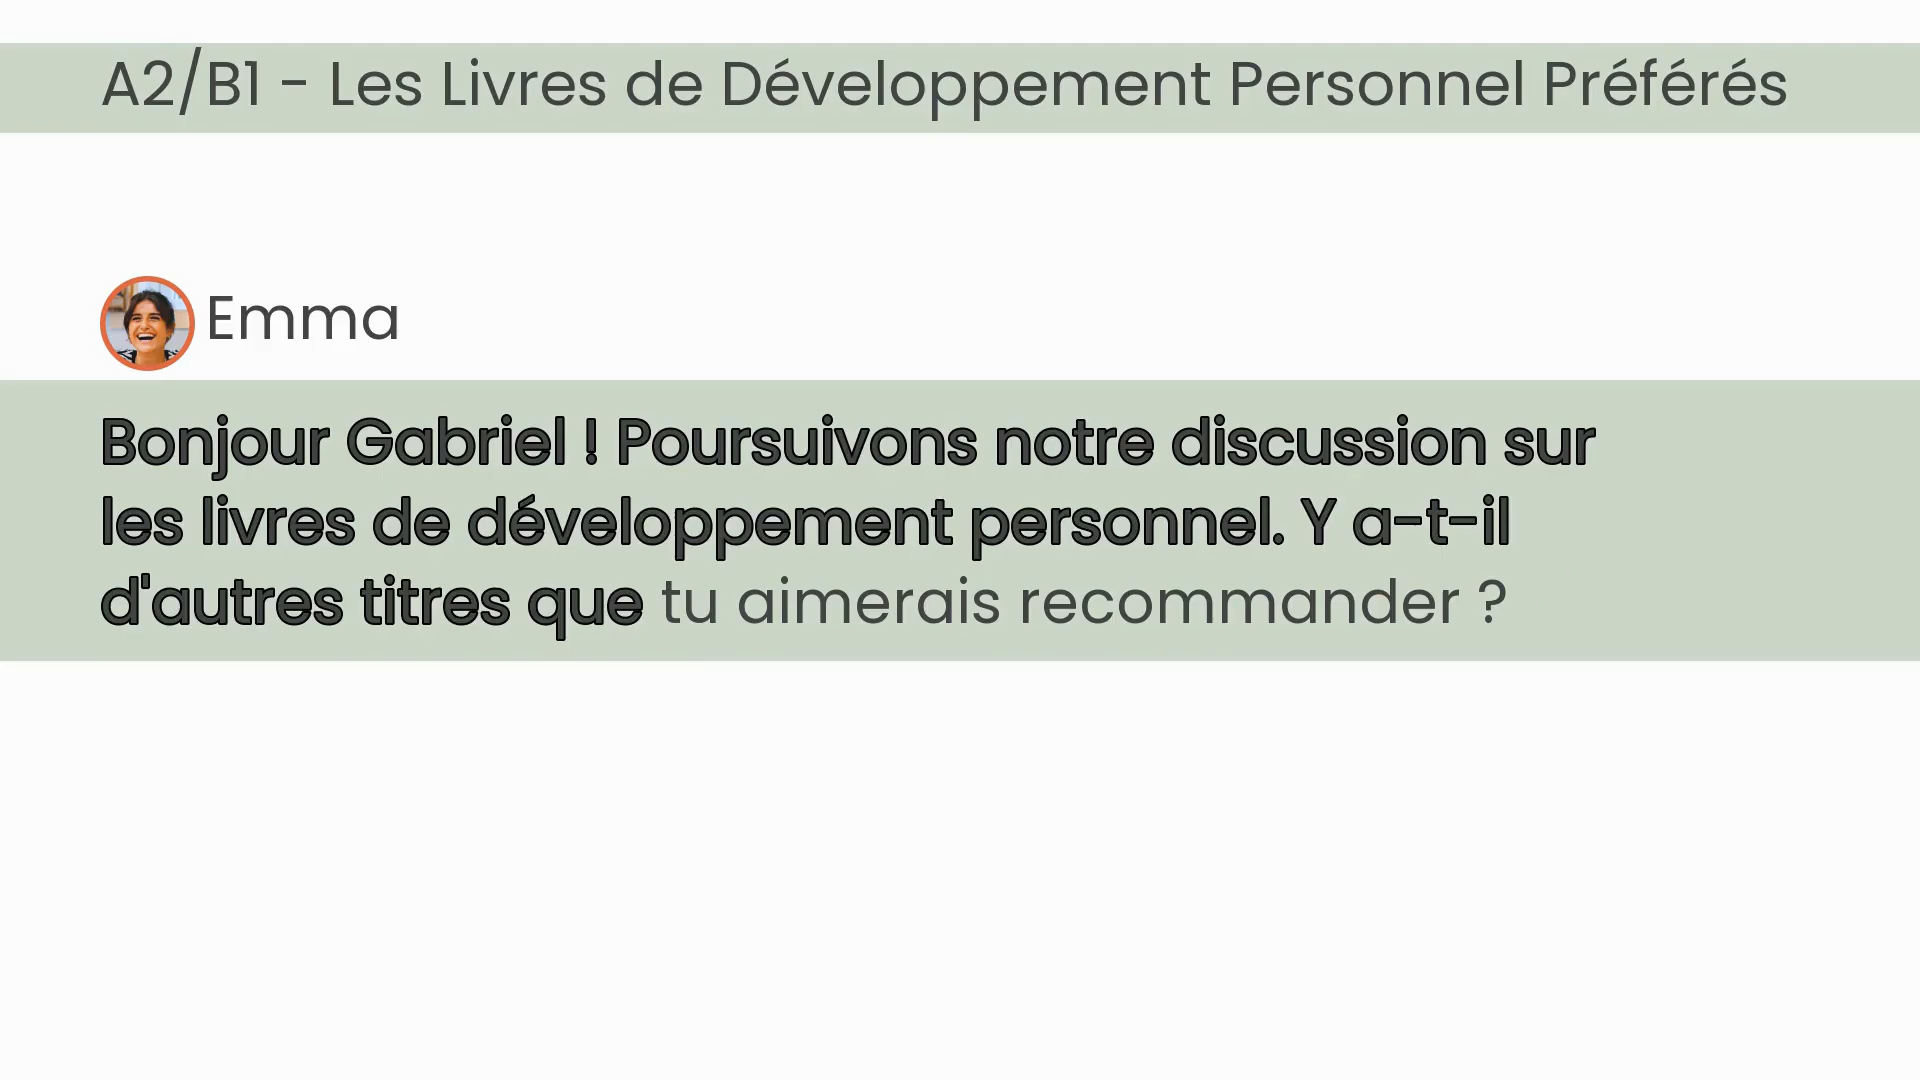 A2/B1 - Les Livres de Développement Personnel Préférés
Emma
Bonjour Gabriel ! Poursuivons notre discussion sur
les livres de développement personnel. Y a-t-il
d'autres titres que tu aimerais recommander ?